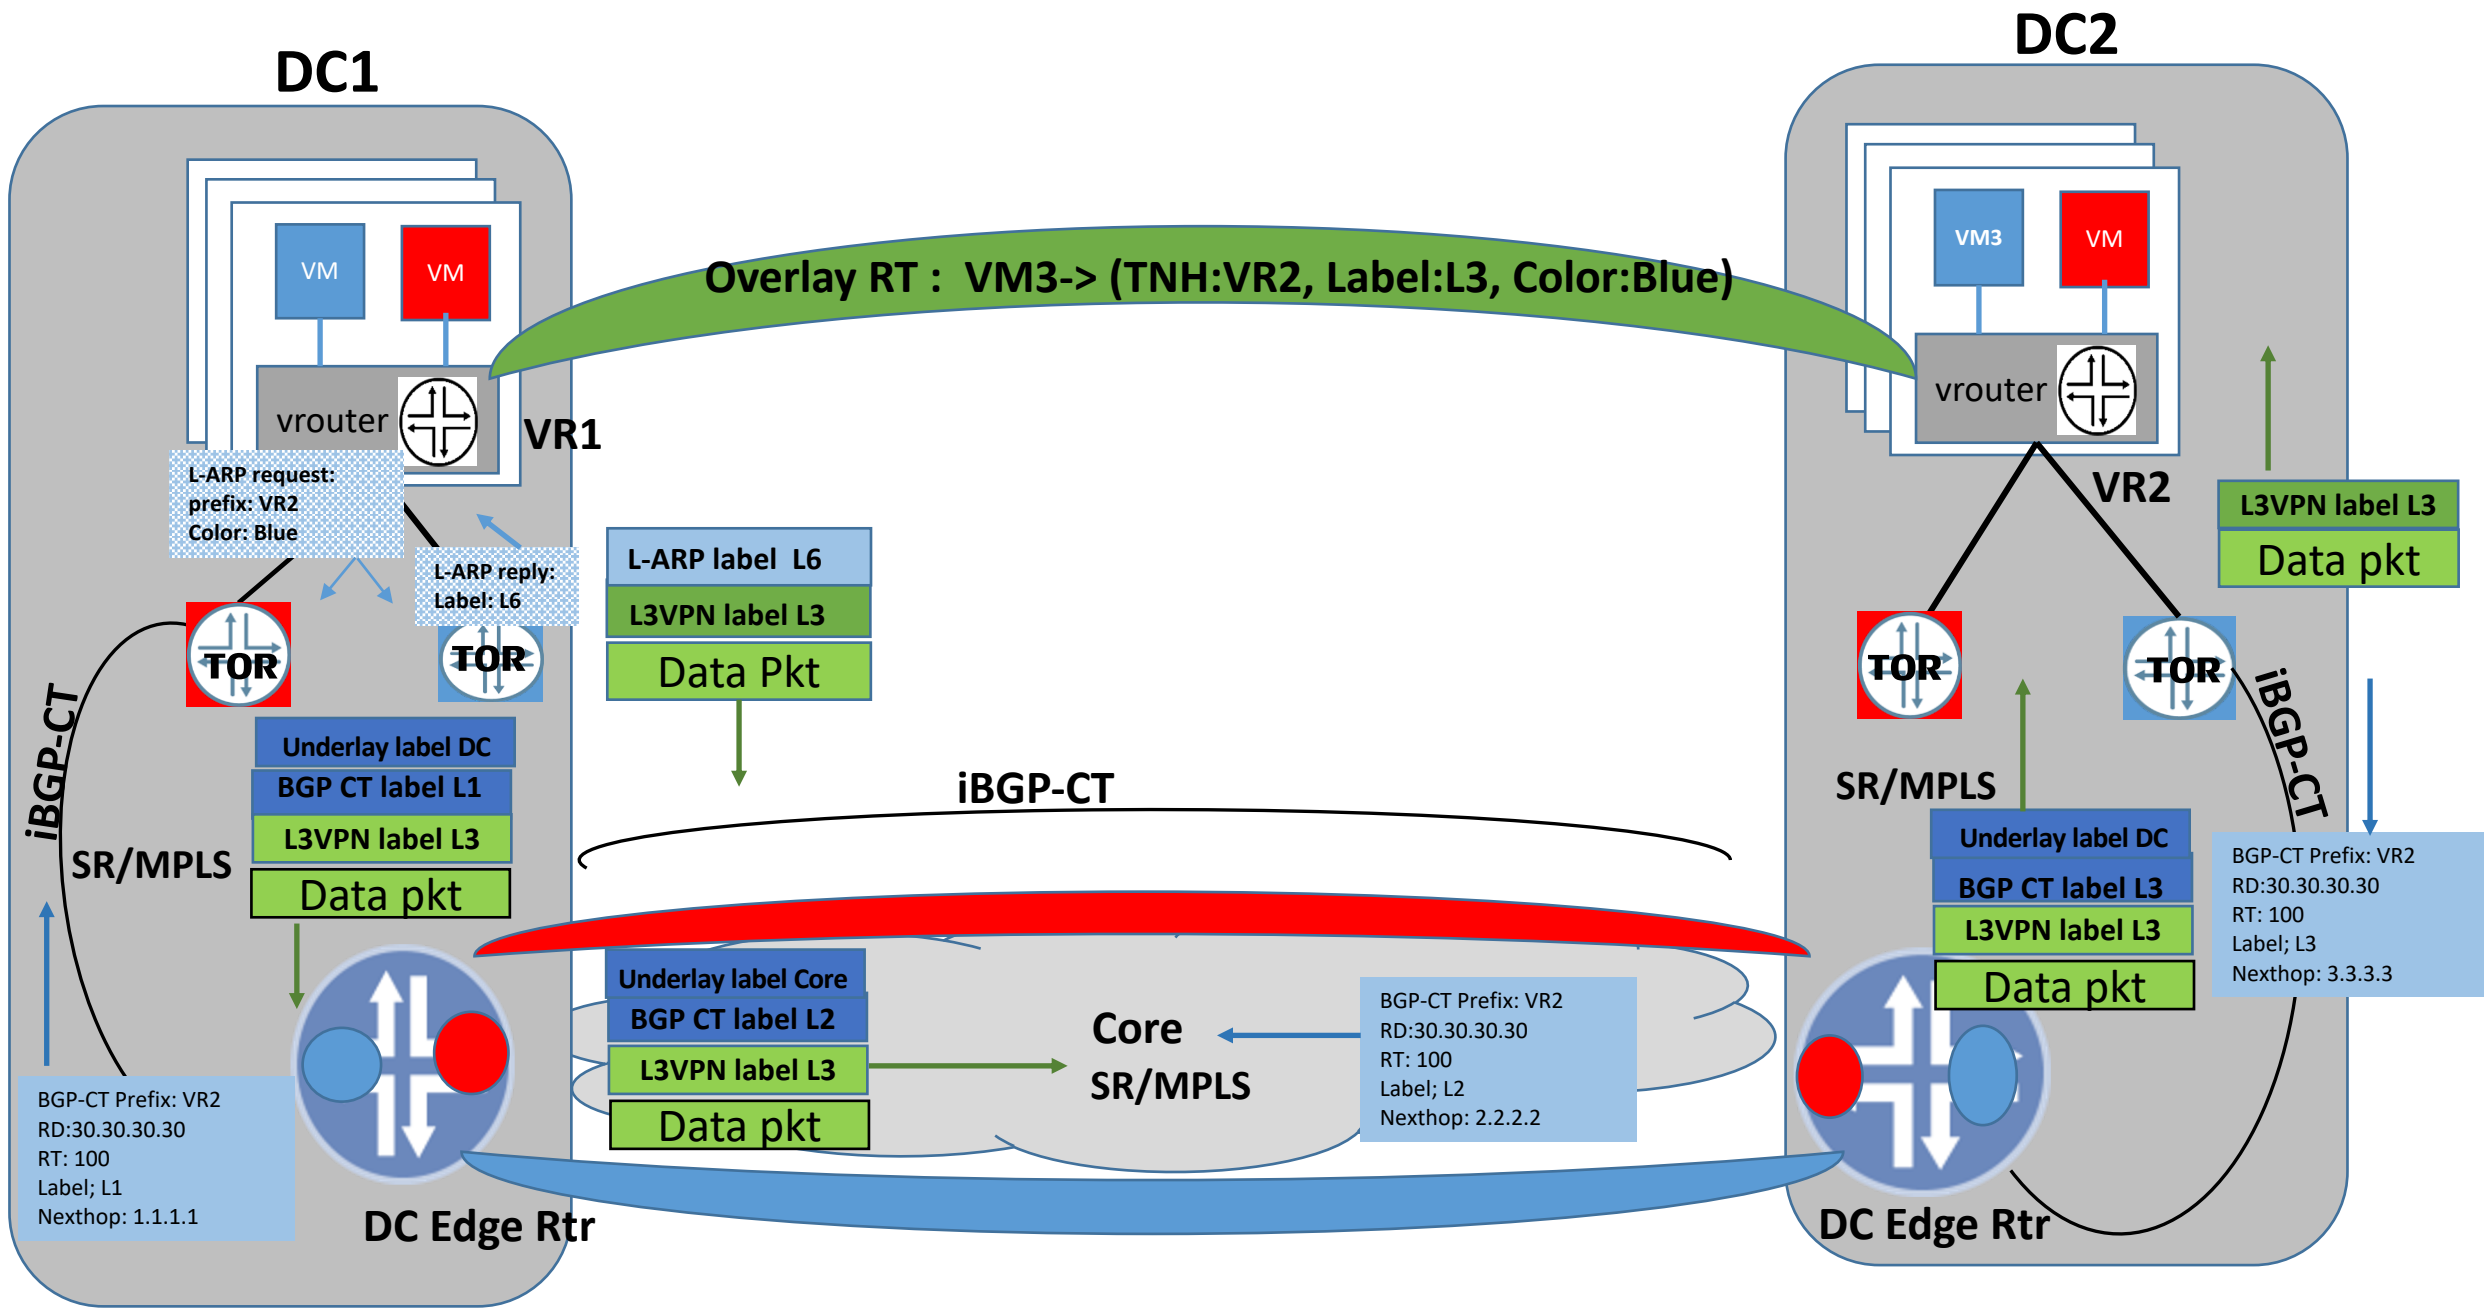 DC1
DC2
VM
VM
VM3
VM
Overlay RT :  VM3-> (TNH:VR2, Label:L3, Color:Blue)
vrouter
VR1
vrouter
VR2
L-ARP request:
prefix: VR2
Color: Blue
L-ARP reply:
Label: L6
L-ARP label  L6
L3VPN label L3
Data Pkt
L3VPN label L3
Data pkt
TOR
TOR
TOR
TOR
iBGP-CT
SR/MPLS
Underlay label DC
BGP CT label L1
L3VPN label L3
Data pkt
iBGP-CT
SR/MPLS
iBGP-CT
Underlay label DC
BGP CT label L3
L3VPN label L3
Data pkt
BGP-CT Prefix: VR2
RD:30.30.30.30
RT: 100
Label; L3
Nexthop: 3.3.3.3
Underlay label Core
BGP CT label L2
L3VPN label L3
Data pkt
Core
SR/MPLS
BGP-CT Prefix: VR2
RD:30.30.30.30
RT: 100
Label; L2
Nexthop: 2.2.2.2
BGP-CT Prefix: VR2
RD:30.30.30.30
RT: 100
Label; L1
Nexthop: 1.1.1.1
DC Edge Rtr
DC Edge Rtr